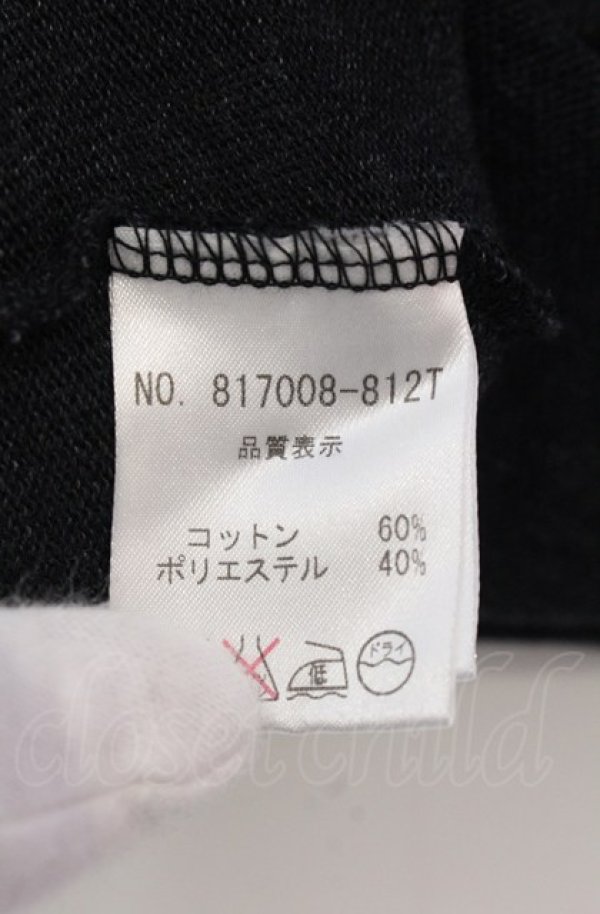 NO. 817008-812T
品質表示
コットン 60%
ポリエステル 40%
低
ドライ
closet child